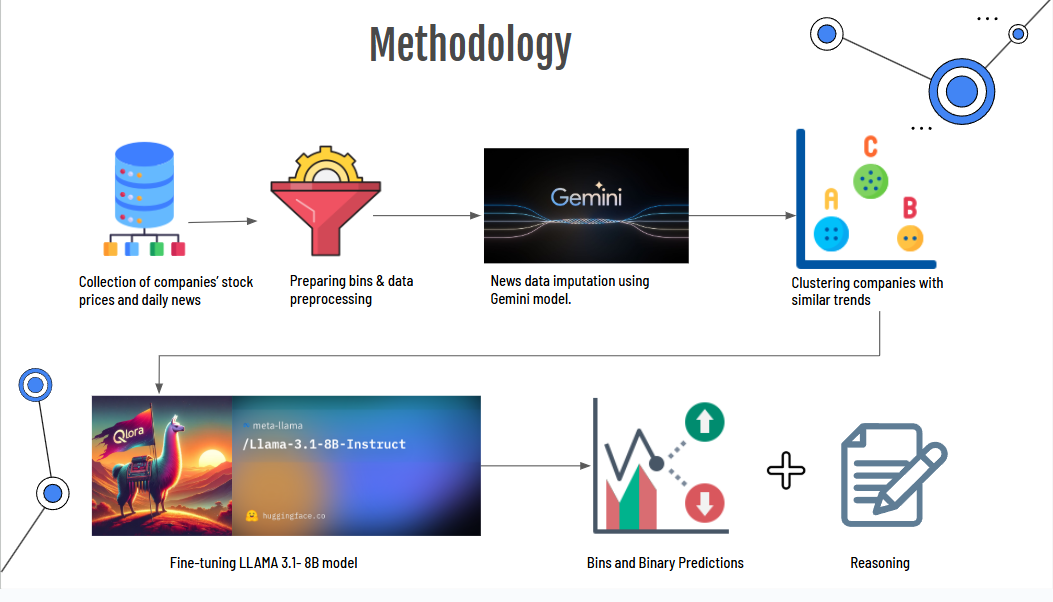 Methodology
C
A
B
Gemini
Collection of companies’ stock
prices and daily news
Preparing bins & data
preprocessing
News data imputation using
Gemini model.
Clustering companies with
similar trends
Qlora
meta-llama
/Llama-3.1-8B-Instruct
huggingface.co
Fine-tuning LLAMA 3.1- 8B model
Bins and Binary Predictions
Reasoning